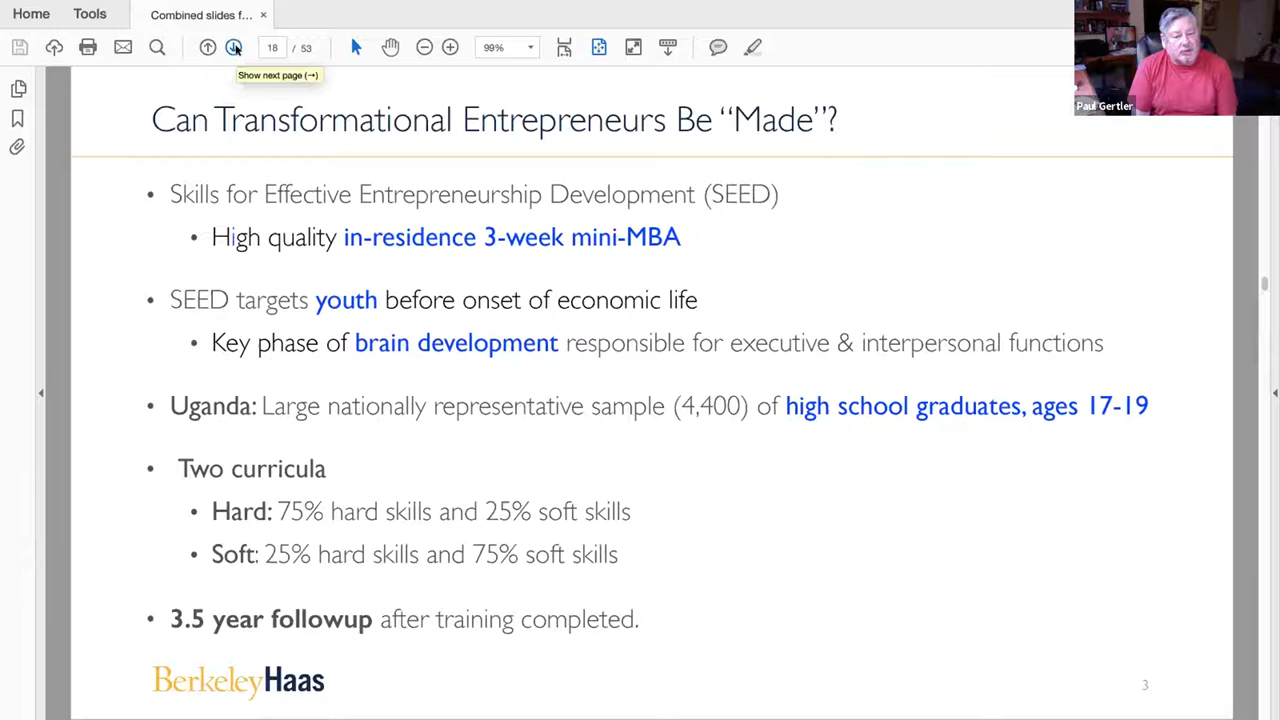 Home Tools Combined slides f... ×
18 / 53 99%
Show next page (→)
Paul Gertler
Can Transformational Entrepreneurs Be “Made”?
• Skills for Effective Entrepreneurship Development (SEED)
• High quality in-residence 3-week mini-MBA
• SEED targets youth before onset of economic life
• Key phase of brain development responsible for executive & interpersonal functions
• Uganda: Large nationally representative sample (4,400) of high school graduates, ages 17-19
• Two curricula
• Hard: 75% hard skills and 25% soft skills
• Soft: 25% hard skills and 75% soft skills
• 3.5 year followup after training completed.
BerkeleyHaas
3